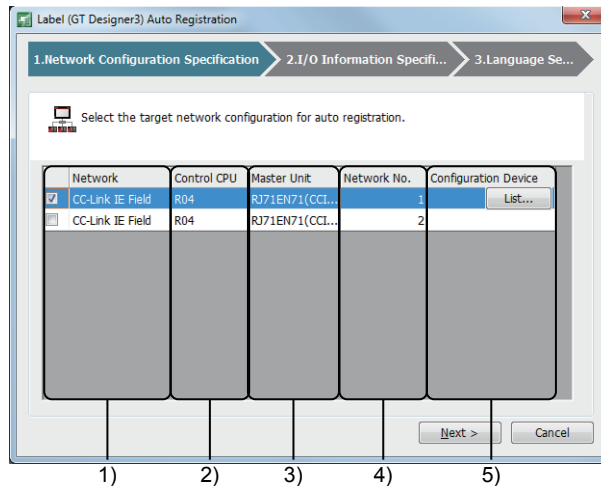 Label (GT Designer3) Auto Registration
1.Network Configuration Specification 2.I/O Information Specifi... 3.Language Se...
Select the target network configuration for auto registration.
Network Control CPU Master Unit Network No. Configuration Device
CC-Link IE Field R04 RJ71EN71(CCI... 1 List...
CC-Link IE Field R04 RJ71EN71(CCI... 2
Next > Cancel
1) 2) 3) 4) 5)